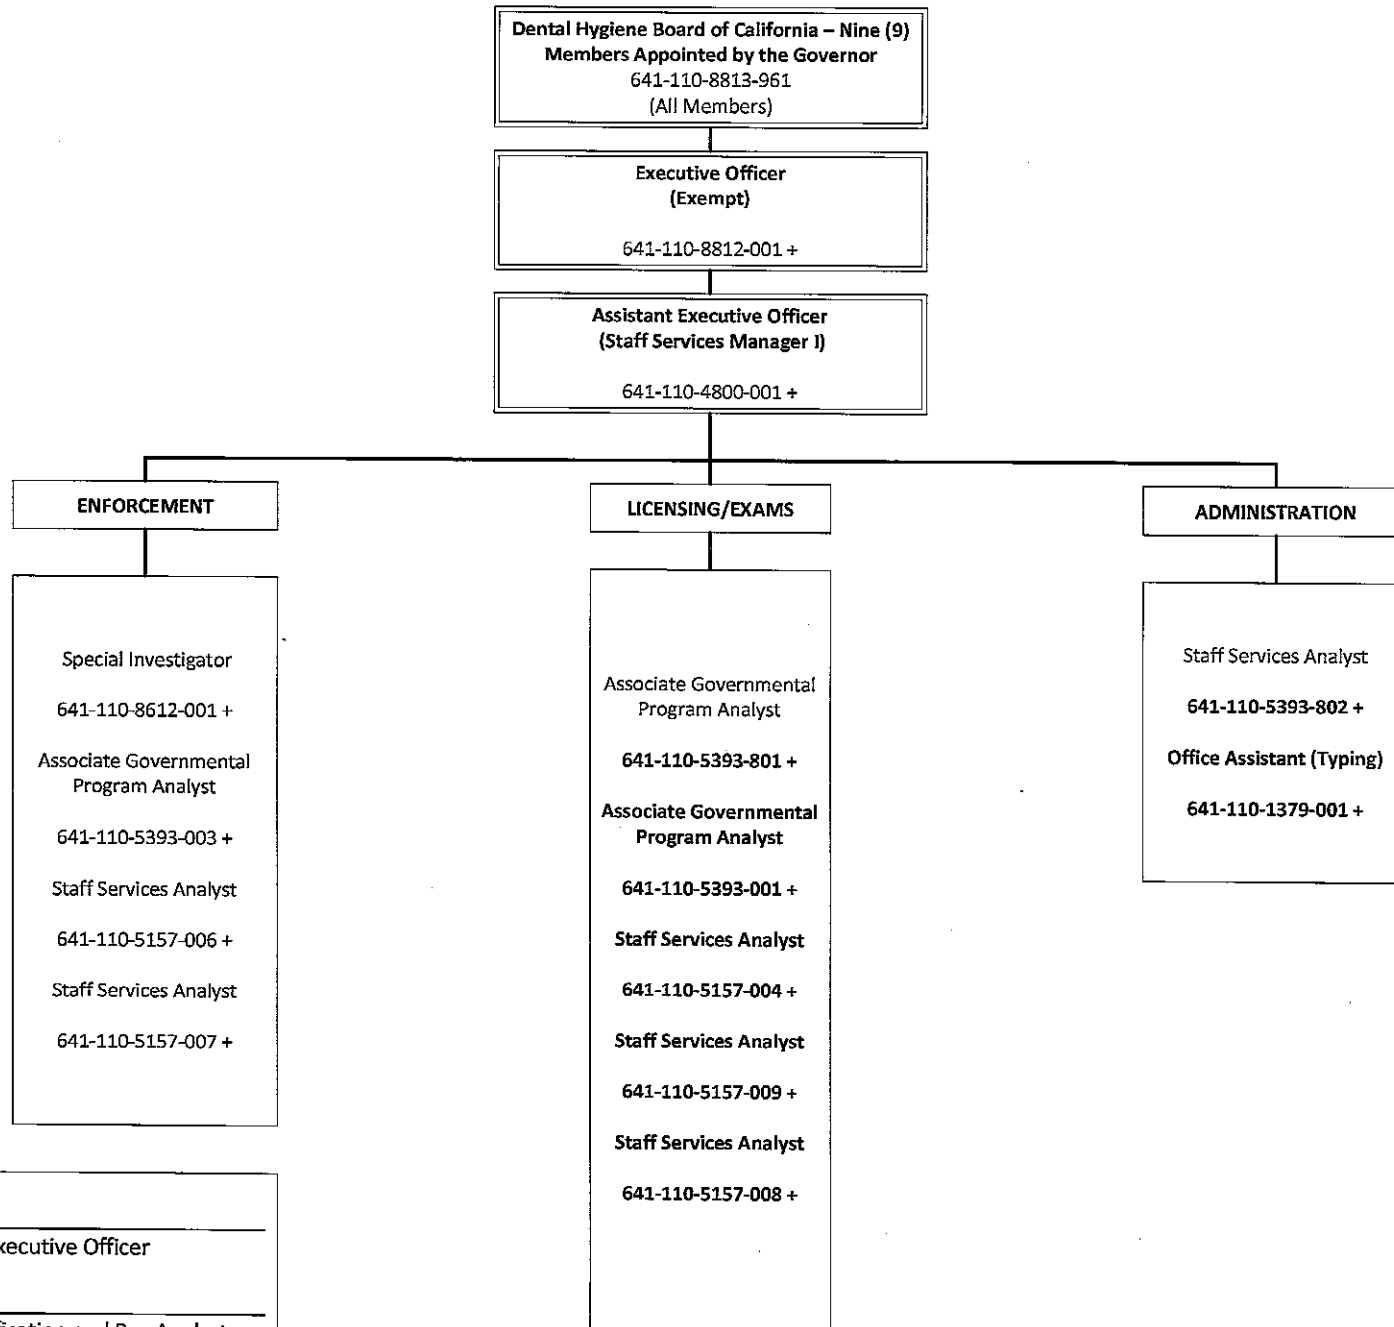 Dental Hygiene Board of California – Nine (9)
Members Appointed by the Governor
641-110-8813-961
(All Members)
Executive Officer
(Exempt)
641-110-8812-001 +
Assistant Executive Officer
(Staff Services Manager I)
641-110-4800-001 +
ENFORCEMENT
Special Investigator
641-110-8612-001 +
Associate Governmental
Program Analyst
641-110-5393-003 +
Staff Services Analyst
641-110-5157-006 +
Staff Services Analyst
641-110-5157-007 +
LICENSING/EXAMS
Associate Governmental
Program Analyst
641-110-5393-801 +
Associate Governmental
Program Analyst
641-110-5393-001 +
Staff Services Analyst
641-110-5157-004 +
Staff Services Analyst
641-110-5157-009 +
Staff Services Analyst
641-110-5157-008 +
ADMINISTRATION
Staff Services Analyst
641-110-5393-802 +
Office Assistant (Typing)
641-110-1379-001 +
xecutive Officer